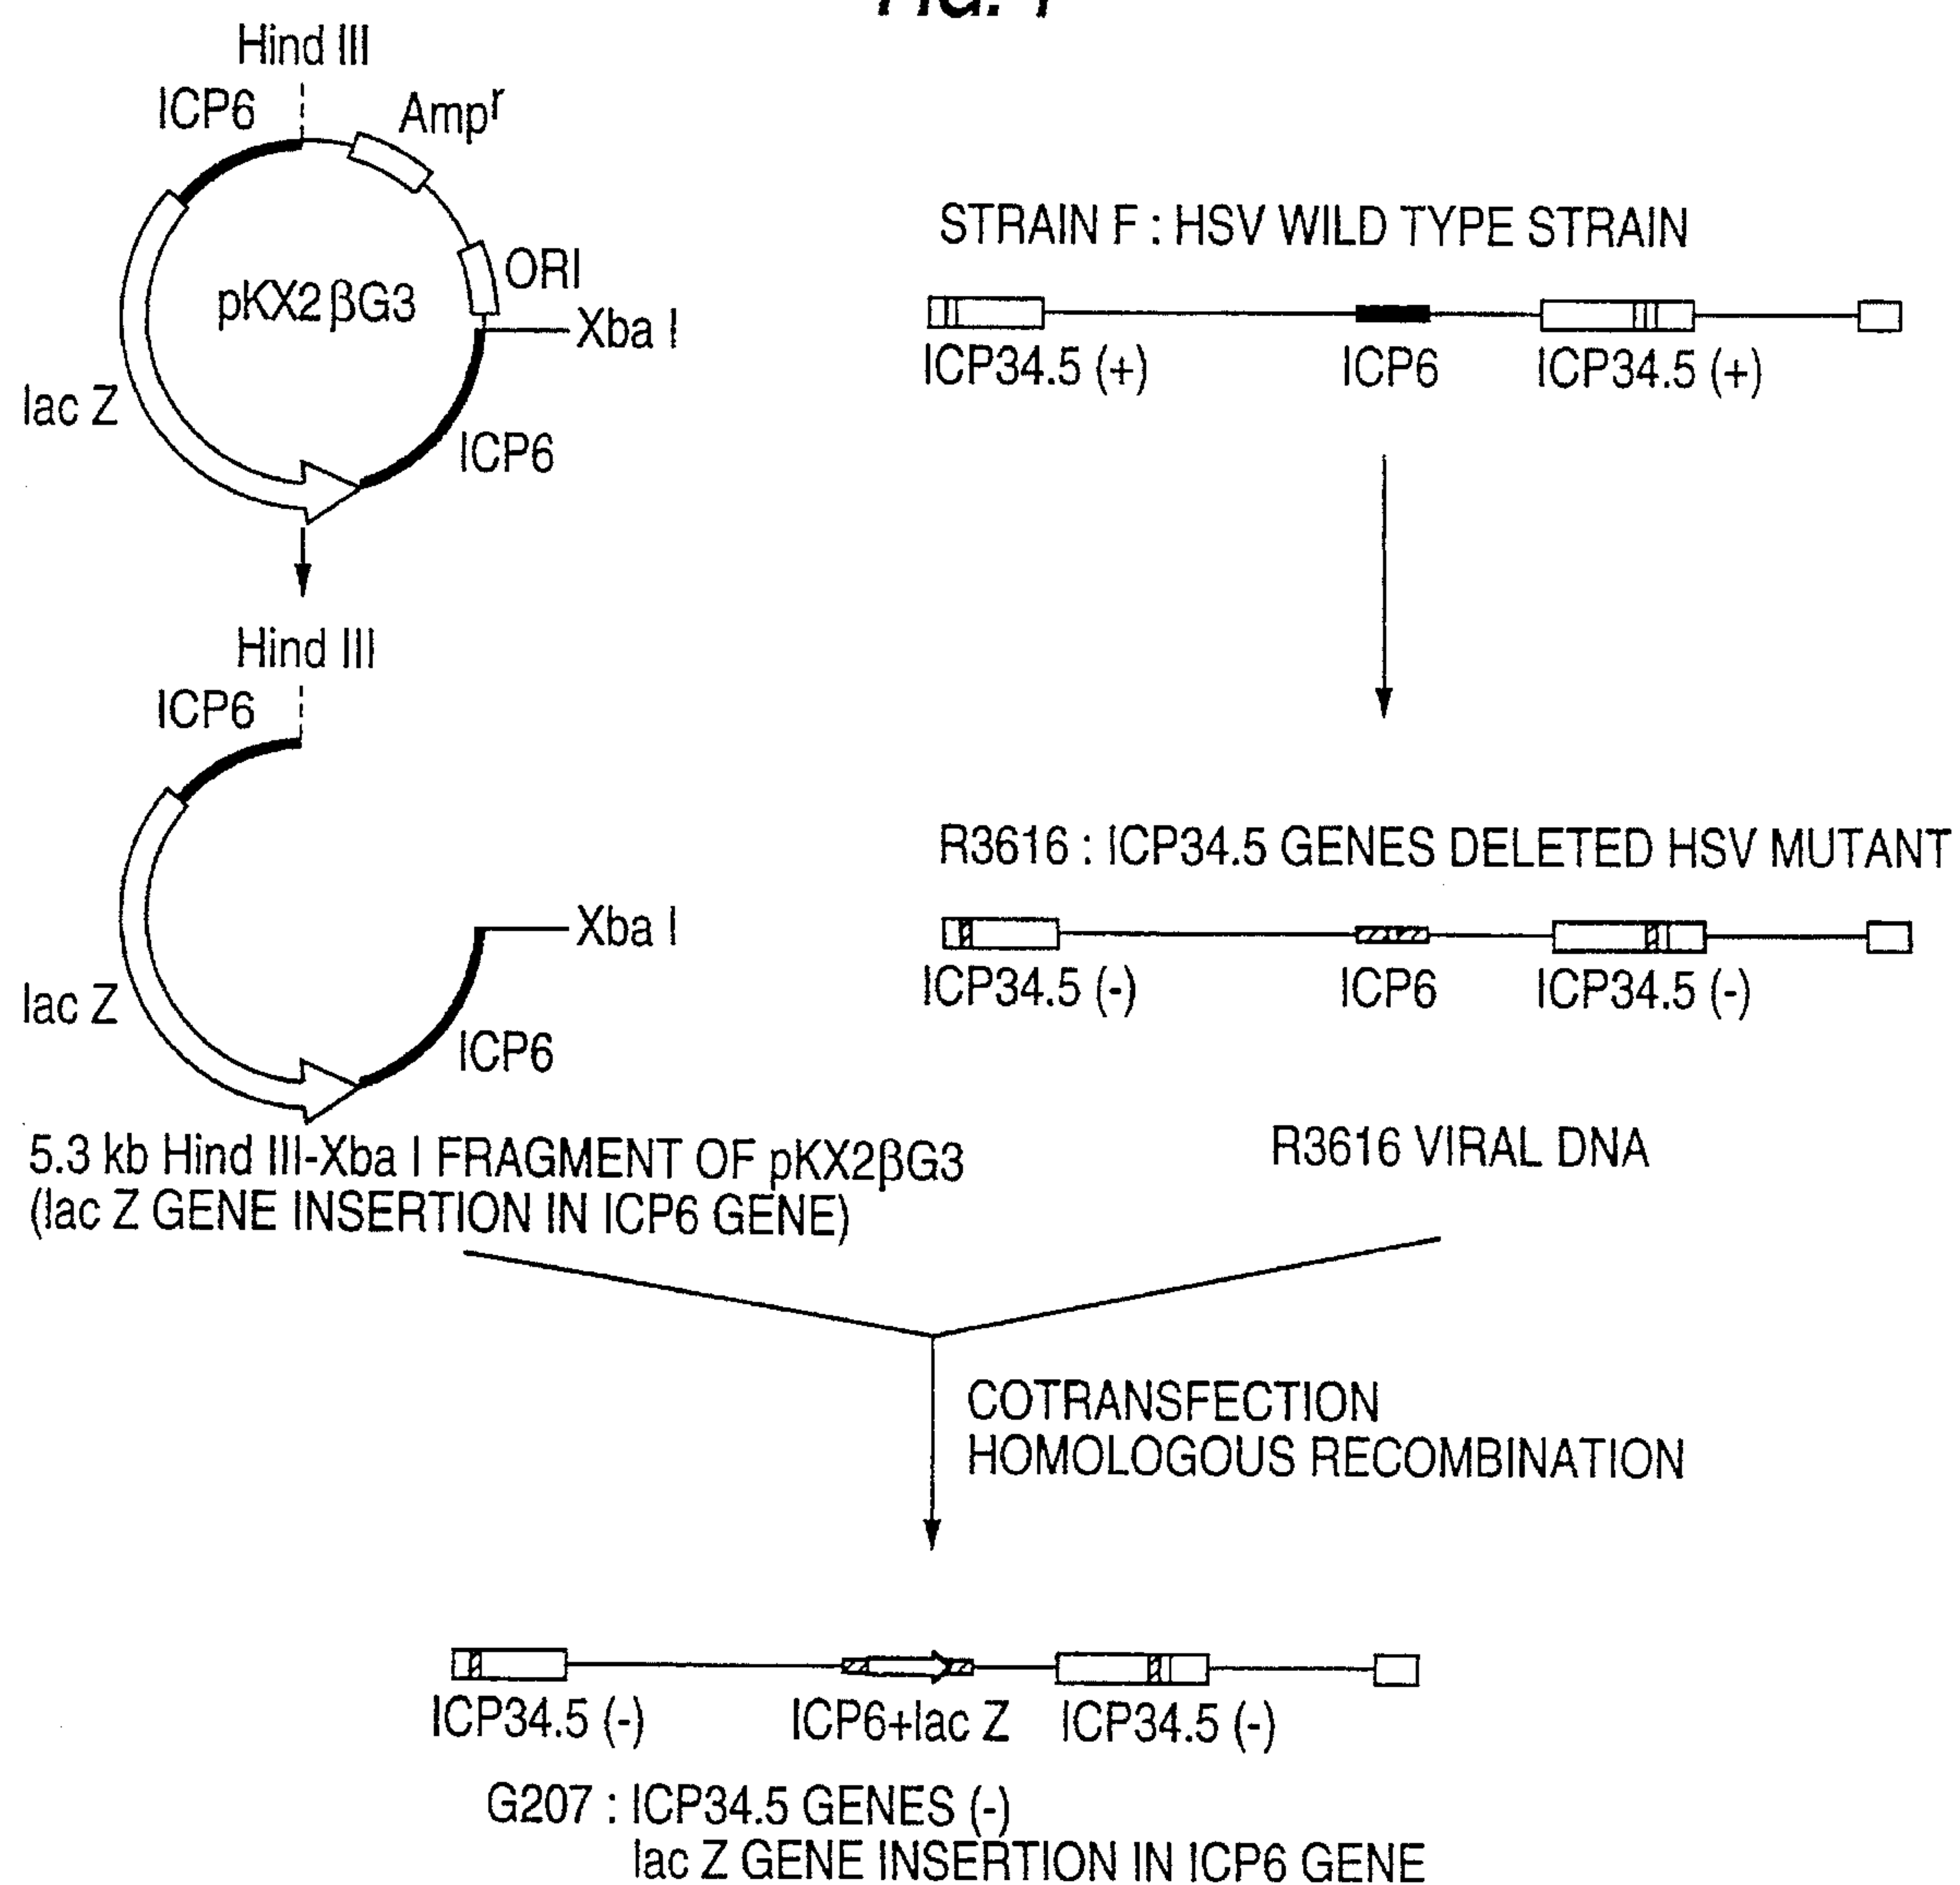 Hind III
ICP6
Ampr
pKX2βG3
ORI
Xba I
lac Z
ICP6
Hind III
ICP6
Xba I
lac Z
ICP6
5.3 kb Hind III-Xba I FRAGMENT OF pKX2βG3
(lac Z GENE INSERTION IN ICP6 GENE)
STRAIN F : HSV WILD TYPE STRAIN
ICP34.5 (+)
ICP6
ICP34.5 (+)
R3616 : ICP34.5 GENES DELETED HSV MUTANT
ICP34.5 (-)
ICP6
ICP34.5 (-)
R3616 VIRAL DNA
COTRANSFECTION
HOMOLOGOUS RECOMBINATION
ICP34.5 (-)
ICP6+lac Z
ICP34.5 (-)
G207 : ICP34.5 GENES (-)
lac Z GENE INSERTION IN ICP6 GENE